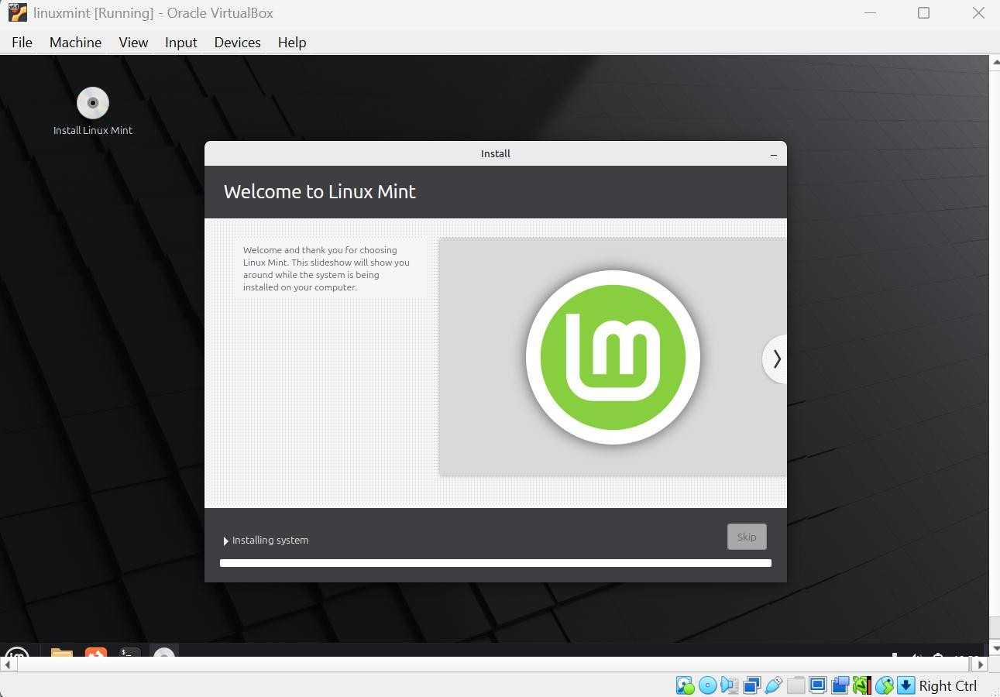 linuxmint [Running] - Oracle VirtualBox
File Machine View Input Devices Help
Install Linux Mint
Install
Welcome to Linux Mint
Welcome and thank you for choosing
Linux Mint. This slideshow will show you
around while the system is being
installed on your computer.
Installing system
Skip
Right Ctrl